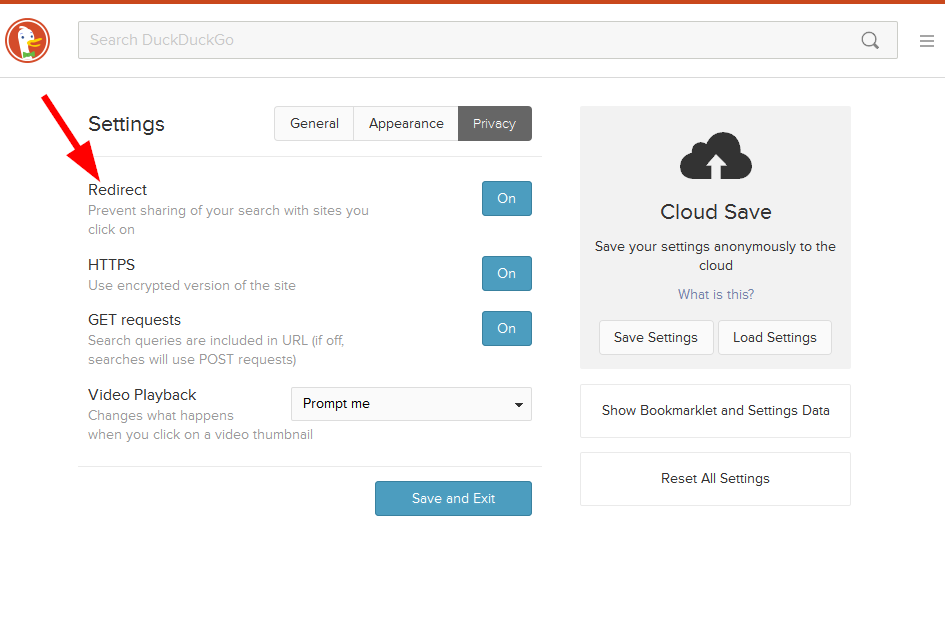 Search DuckDuckGo
Settings
General
Appearance
Privacy
Redirect
Prevent sharing of your search with sites you
click on
On
HTTPS
Use encrypted version of the site
On
GET requests
Search queries are included in URL (if off,
searches will use POST requests)
On
Video Playback
Changes what happens
when you click on a video thumbnail
Prompt me
Save and Exit
Cloud Save
Save your settings anonymously to the
cloud
What is this?
Save Settings
Load Settings
Show Bookmarklet and Settings Data
Reset All Settings